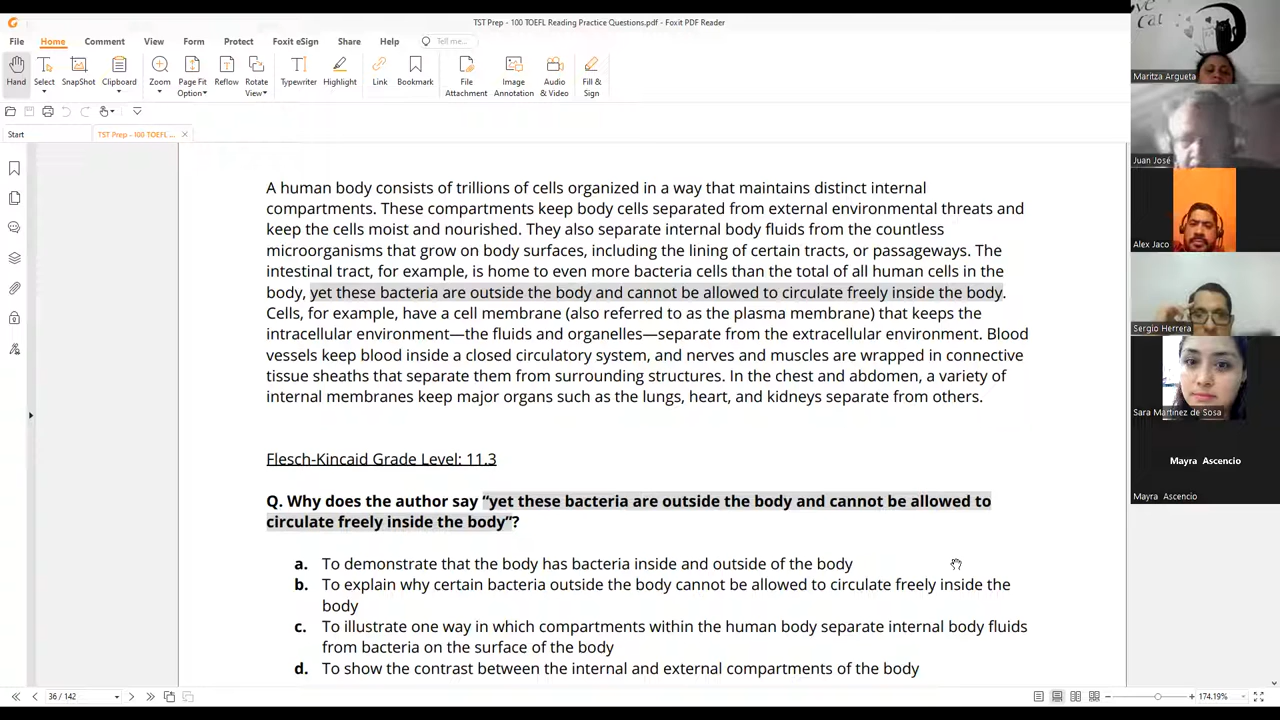 TST Prep - 100 TOEFL Reading Practice Questions.pdf - Foxit PDF Reader
File Home Comment View Form Protect Foxit eSign Share Help Tell me...
Hand Select SnapShot Clipboard Zoom Page Fit Option Reflow Rotate View Typewriter Highlight Link Bookmark File Attachment Image Annotation Audio & Video Fill & Sign
Start TST Prep - 100 TOEFL ...
A human body consists of trillions of cells organized in a way that maintains distinct internal
compartments. These compartments keep body cells separated from external environmental threats and
keep the cells moist and nourished. They also separate internal body fluids from the countless
microorganisms that grow on body surfaces, including the lining of certain tracts, or passageways. The
intestinal tract, for example, is home to even more bacteria cells than the total of all human cells in the
body, yet these bacteria are outside the body and cannot be allowed to circulate freely inside the body.
Cells, for example, have a cell membrane (also referred to as the plasma membrane) that keeps the
intracellular environment—the fluids and organelles—separate from the extracellular environment. Blood
vessels keep blood inside a closed circulatory system, and nerves and muscles are wrapped in connective
tissue sheaths that separate them from surrounding structures. In the chest and abdomen, a variety of
internal membranes keep major organs such as the lungs, heart, and kidneys separate from others.
Flesch-Kincaid Grade Level: 11.3
Q. Why does the author say “yet these bacteria are outside the body and cannot be allowed to
circulate freely inside the body”?
a. To demonstrate that the body has bacteria inside and outside of the body
b. To explain why certain bacteria outside the body cannot be allowed to circulate freely inside the
body
c. To illustrate one way in which compartments within the human body separate internal body fluids
from bacteria on the surface of the body
d. To show the contrast between the internal and external compartments of the body
36 / 142
174.19%
cat
Maritza Argueta
Juan José
Alex Jaco
Sergio Herrera
Sara Martinez de Sosa
Mayra Ascencio
Mayra Ascencio